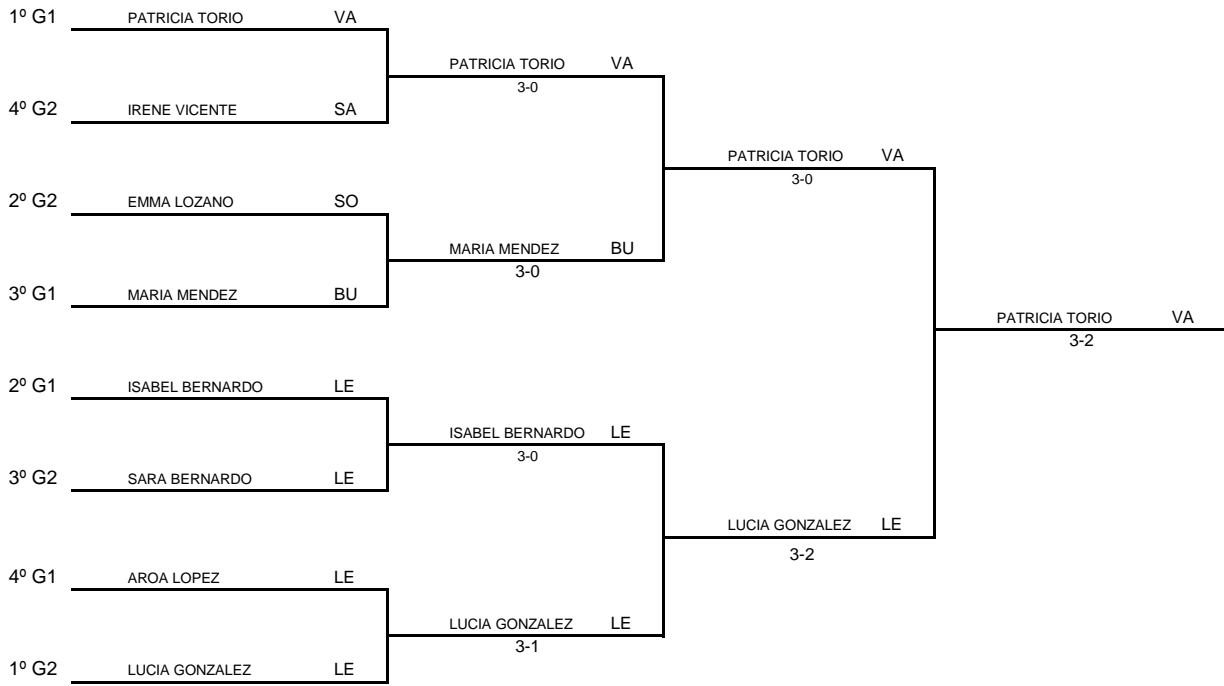 1º G1 PATRICIA TORIO VA
PATRICIA TORIO VA
3-0
4º G2 IRENE VICENTE SA
PATRICIA TORIO VA
3-0
2º G2 EMMA LOZANO SO
MARIA MENDEZ BU
3-0
3º G1 MARIA MENDEZ BU
PATRICIA TORIO VA
3-2
2º G1 ISABEL BERNARDO LE
ISABEL BERNARDO LE
3-0
3º G2 SARA BERNARDO LE
LUCIA GONZALEZ LE
3-2
4º G1 AROA LOPEZ LE
LUCIA GONZALEZ LE
3-1
1º G2 LUCIA GONZALEZ LE